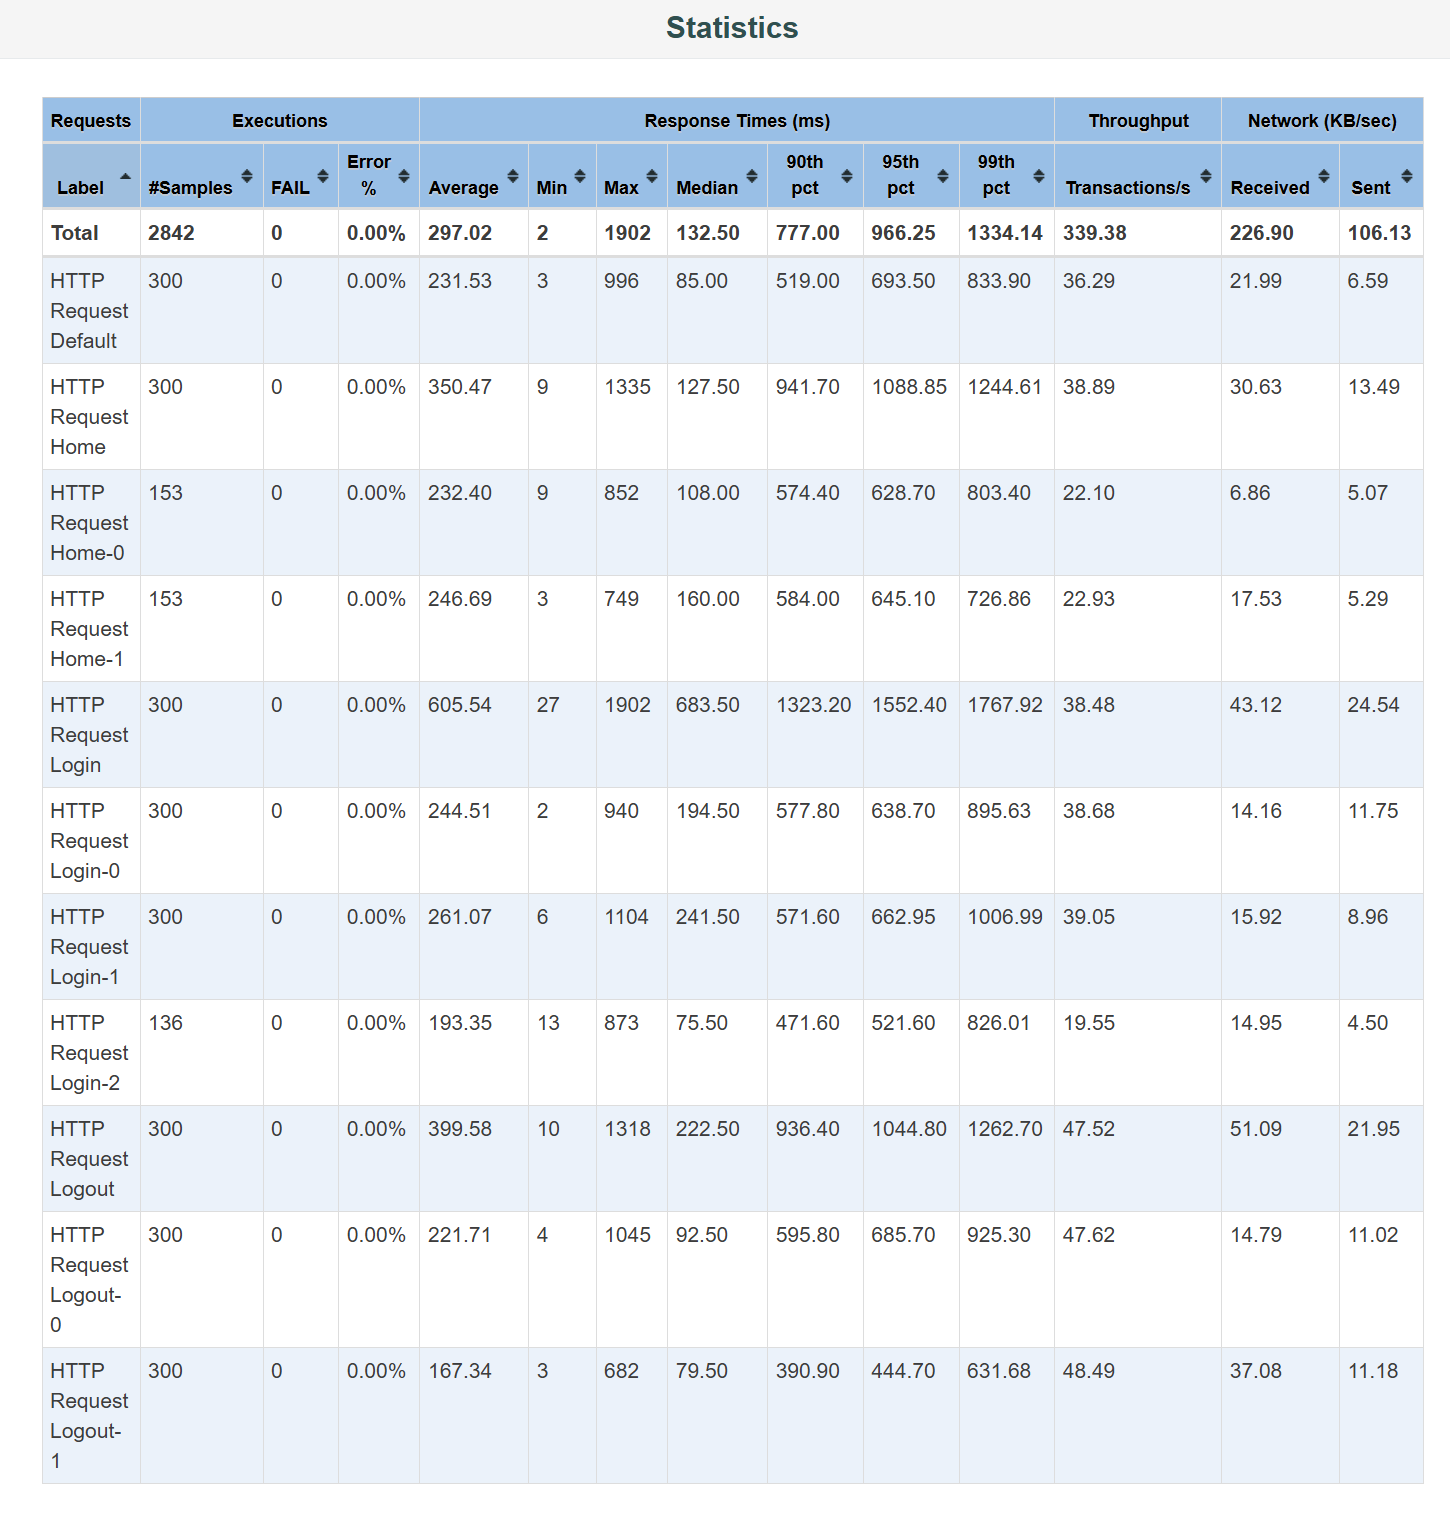 Statistics
Requests Executions Response Times (ms) Throughput Network (KB/sec)
Label #Samples FAIL Error % Average Min Max Median 90th pct 95th pct 99th pct Transactions/s Received Sent
Total 2842 0 0.00% 297.02 2 1902 132.50 777.00 966.25 1334.14 339.38 226.90 106.13
HTTP Request Default 300 0 0.00% 231.53 3 996 85.00 519.00 693.50 833.90 36.29 21.99 6.59
HTTP Request Home 300 0 0.00% 350.47 9 1335 127.50 941.70 1088.85 1244.61 38.89 30.63 13.49
HTTP Request Home-0 153 0 0.00% 232.40 9 852 108.00 574.40 628.70 803.40 22.10 6.86 5.07
HTTP Request Home-1 153 0 0.00% 246.69 3 749 160.00 584.00 645.10 726.86 22.93 17.53 5.29
HTTP Request Login 300 0 0.00% 605.54 27 1902 683.50 1323.20 1552.40 1767.92 38.48 43.12 24.54
HTTP Request Login-0 300 0 0.00% 244.51 2 940 194.50 577.80 638.70 895.63 38.68 14.16 11.75
HTTP Request Login-1 300 0 0.00% 261.07 6 1104 241.50 571.60 662.95 1006.99 39.05 15.92 8.96
HTTP Request Login-2 136 0 0.00% 193.35 13 873 75.50 471.60 521.60 826.01 19.55 14.95 4.50
HTTP Request Logout 300 0 0.00% 399.58 10 1318 222.50 936.40 1044.80 1262.70 47.52 51.09 21.95
HTTP Request Logout-0 300 0 0.00% 221.71 4 1045 92.50 595.80 685.70 925.30 47.62 14.79 11.02
HTTP Request Logout-1 300 0 0.00% 167.34 3 682 79.50 390.90 444.70 631.68 48.49 37.08 11.18